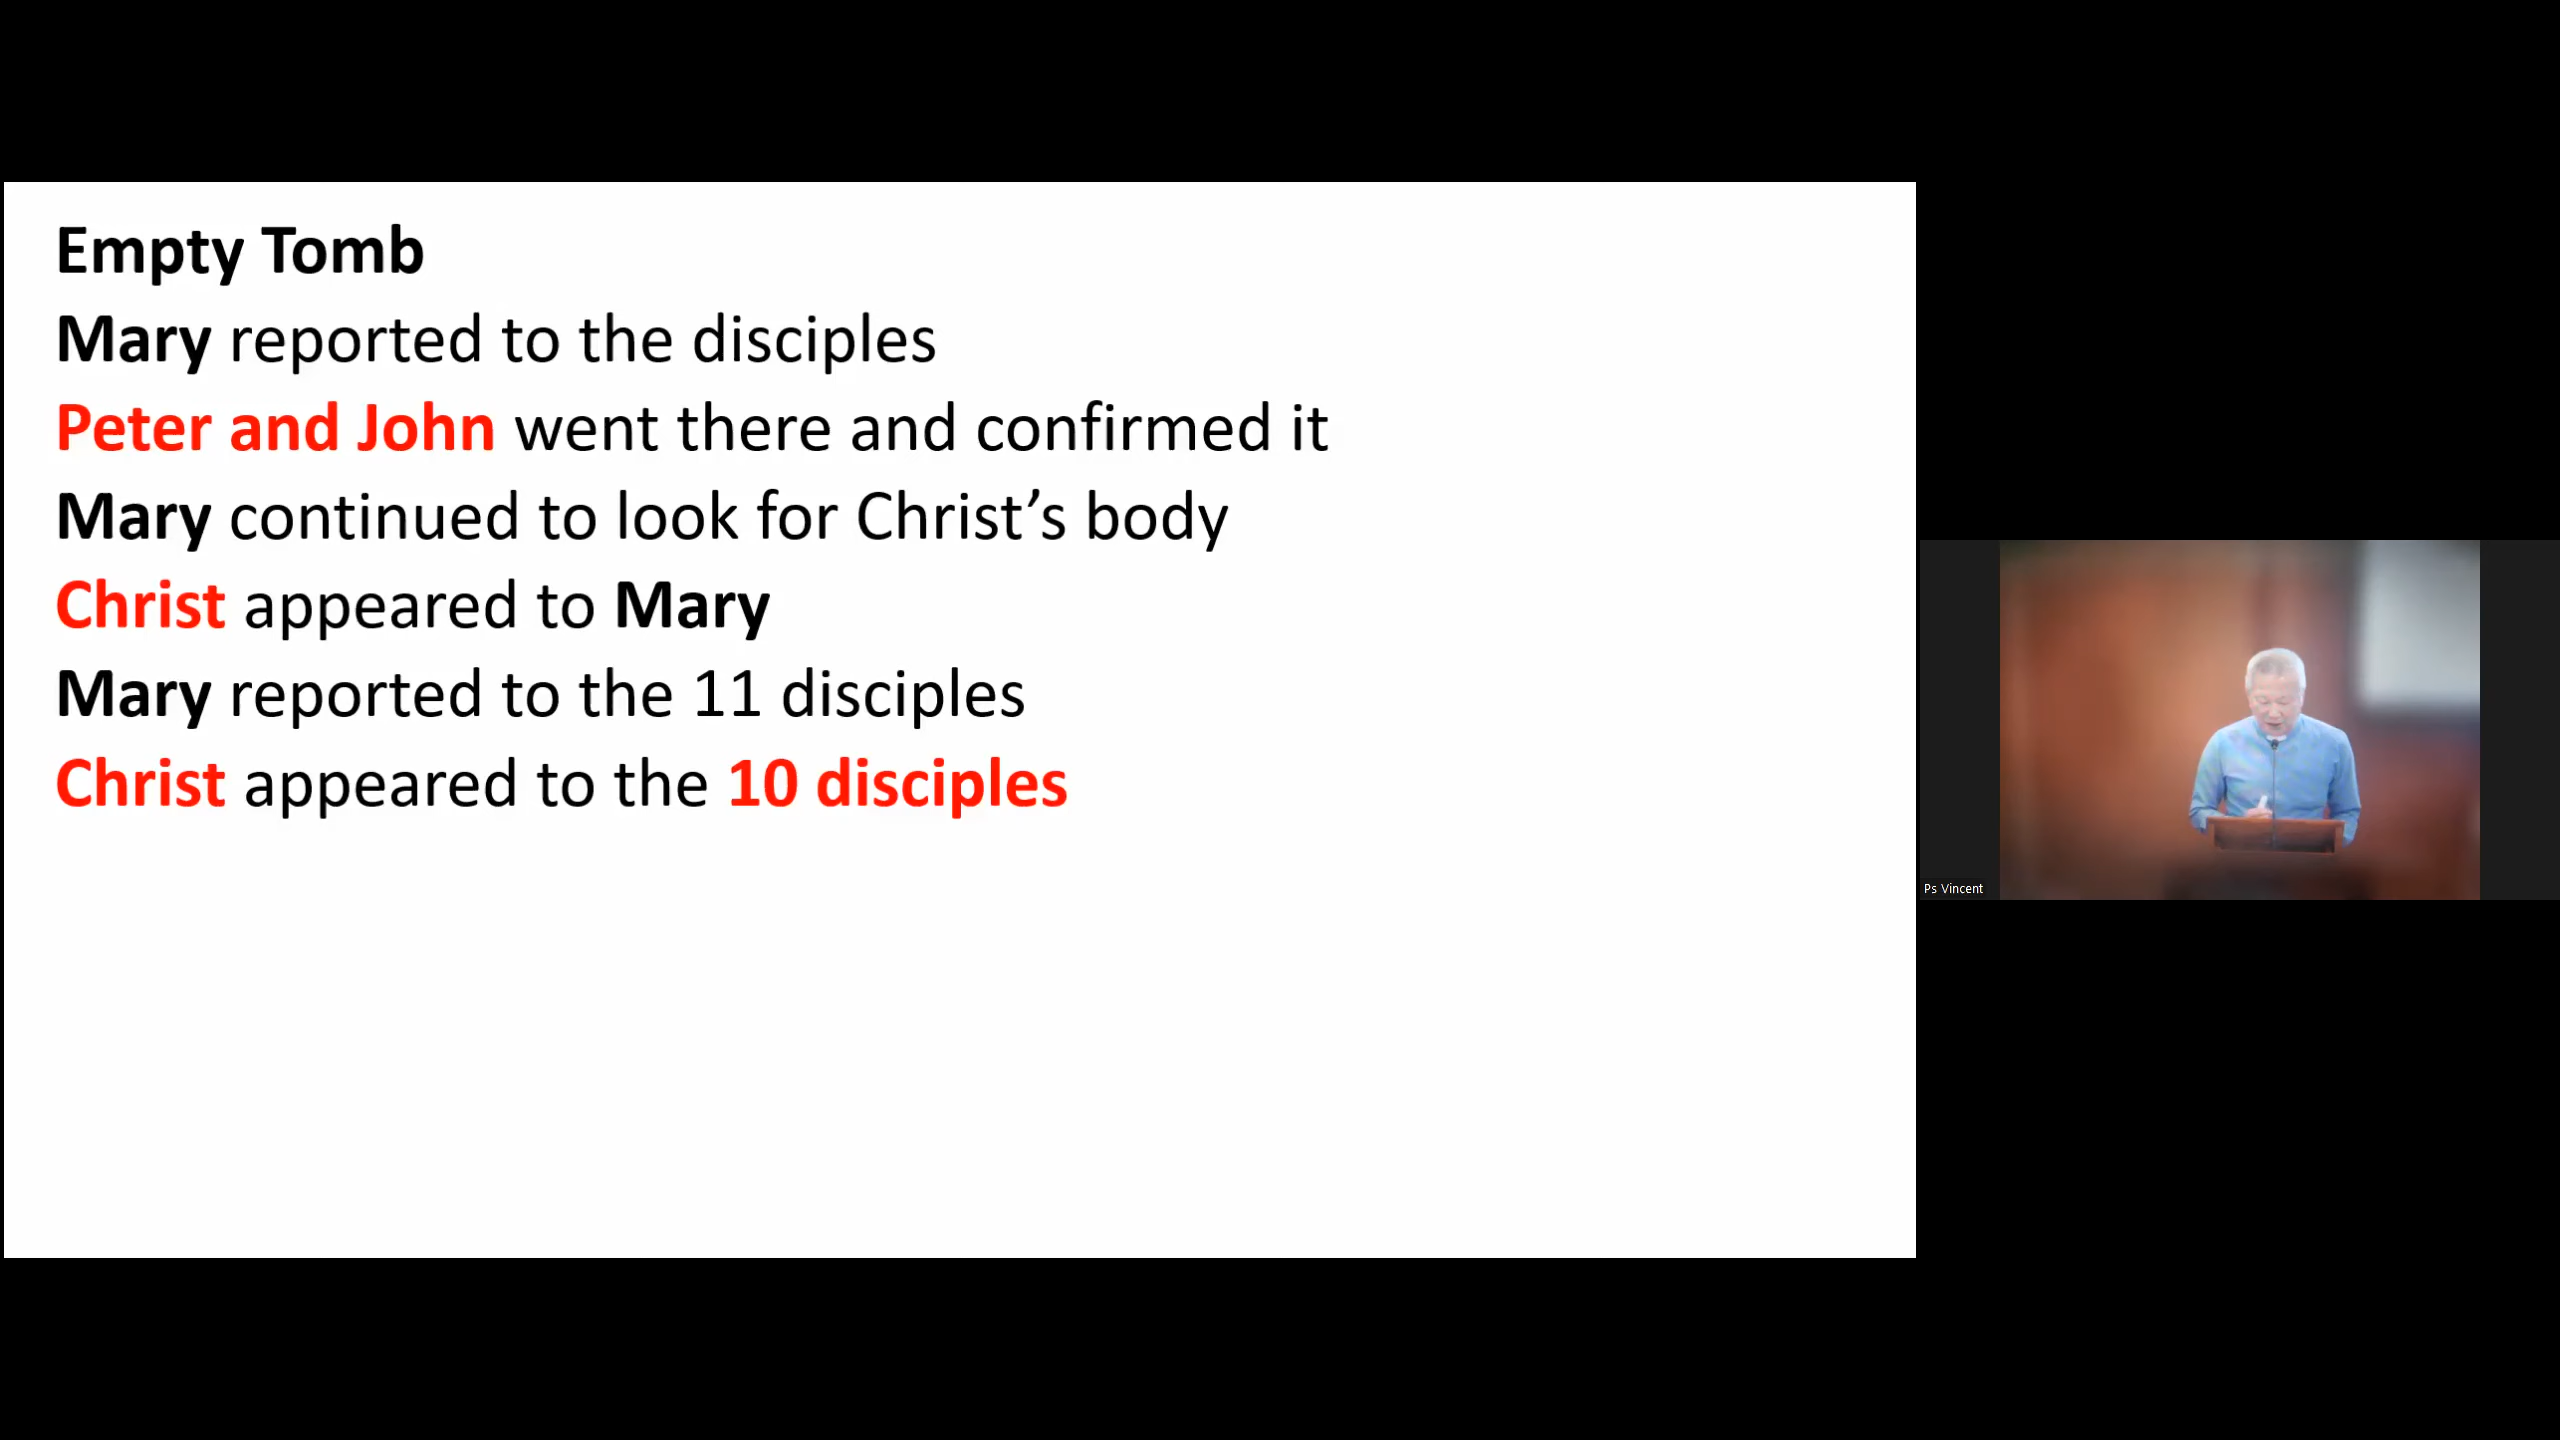 Empty Tomb
Mary reported to the disciples
Peter and John went there and confirmed it
Mary continued to look for Christ’s body
Christ appeared to Mary
Mary reported to the 11 disciples
Christ appeared to the 10 disciples
Ps Vincent